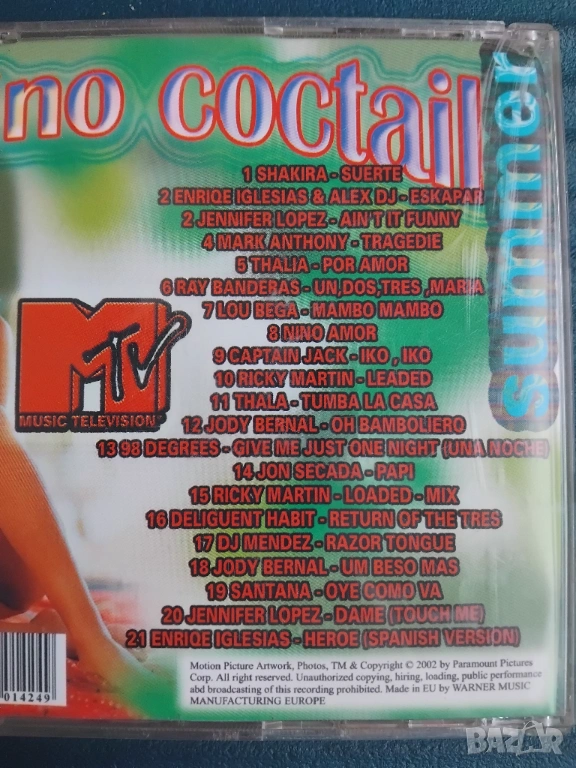 no coctail
summer
1 SHAKIRA - SUERTE
2 ENRIQE IGLESIAS & ALEX DJ - ESKAPAR
2 JENNIFER LOPEZ - AIN'T IT FUNNY
4 MARK ANTHONY - TRAGEDIE
5 THALIA - POR AMOR
6 RAY BANDERAS - UN,DOS,TRES ,MARIA
7 LOU BEGA - MAMBO MAMBO
8 NINO AMOR
9 CAPTAIN JACK - IKO , IKO
10 RICKY MARTIN - LEADED
11 THALA - TUMBA LA CASA
12 JODY BERNAL - OH BAMBOLIERO
13 98 DEGREES - GIVE ME JUST ONE NIGHT (UNA NOCHE)
14 JON SECADA - PAPI
15 RICKY MARTIN - LOADED - MIX
16 DELIGUENT HABIT - RETURN OF THE TRES
17 DJ MENDEZ - RAZOR TONGUE
18 JODY BERNAL - UM BESO MAS
19 SANTANA - OYE COMO VA
20 JENNIFER LOPEZ - DAME (TOUCH ME)
21 ENRIQE IGLESIAS - HEROE (SPANISH VERSION)
MTV
MUSIC TELEVISION
Motion Picture Artwork, Photos, TM & Copyright © 2002 by Paramount Pictures
Corp. All right reserved. Unauthorized copying, hiring, loading, public performance
abd broadcasting of this recording prohibited. Made in EU by WARNER MUSIC
MANUFACTURING EUROPE
014249
BAZAR